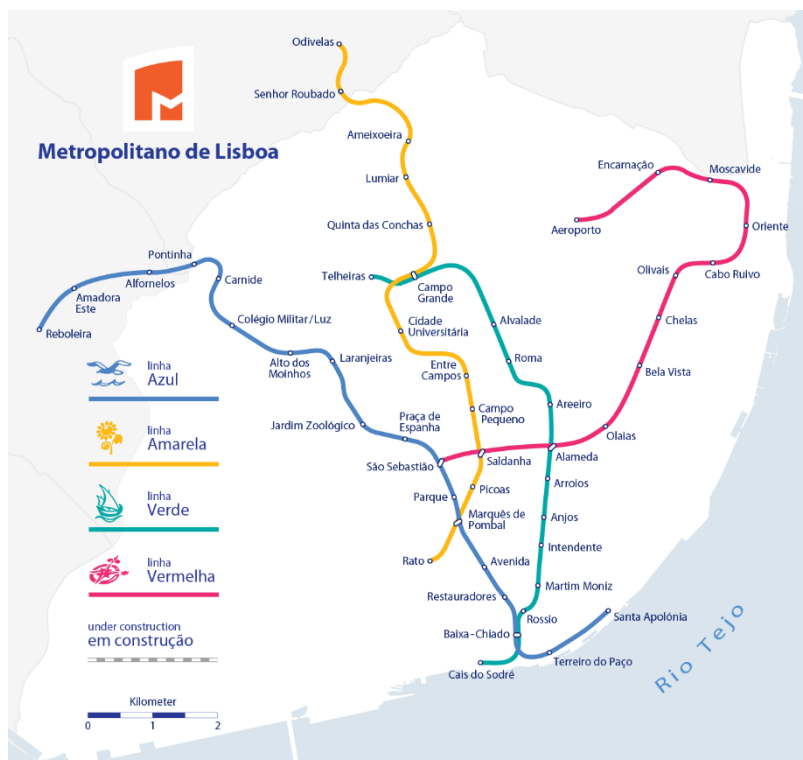 Metropolitano de Lisboa
Odivelas
Senhor Roubado
Ameixoeira
Lumiar
Quinta das Conchas
Telheiras
Campo
Grande
Cidade
Universitária
Entre
Campos
Campo
Pequeno
Saldanha
Picoas
Marquês de
Pombal
Rato
Encarnação
Moscavide
Aeroporto
Oriente
Cabo Ruivo
Olivais
Chelas
Bela Vista
Olaias
Alameda
Alvalade
Roma
Areeiro
Arroios
Anjos
Intendente
Martim Moniz
Rossio
Baixa-Chiado
Cais do Sodré
Pontinha
Alfornelos
Amadora
Este
Reboleira
Carnide
Colégio Militar/Luz
Alto dos
Moinhos
Laranjeiras
Jardim Zoológico
Praça de
Espanha
São Sebastião
Parque
Avenida
Restauradores
Terreiro do Paço
Santa Apolónia
Rio Tejo
linha
Azul
linha
Amarela
linha
Verde
linha
Vermelha
under construction
em construção
Kilometer
0 1 2